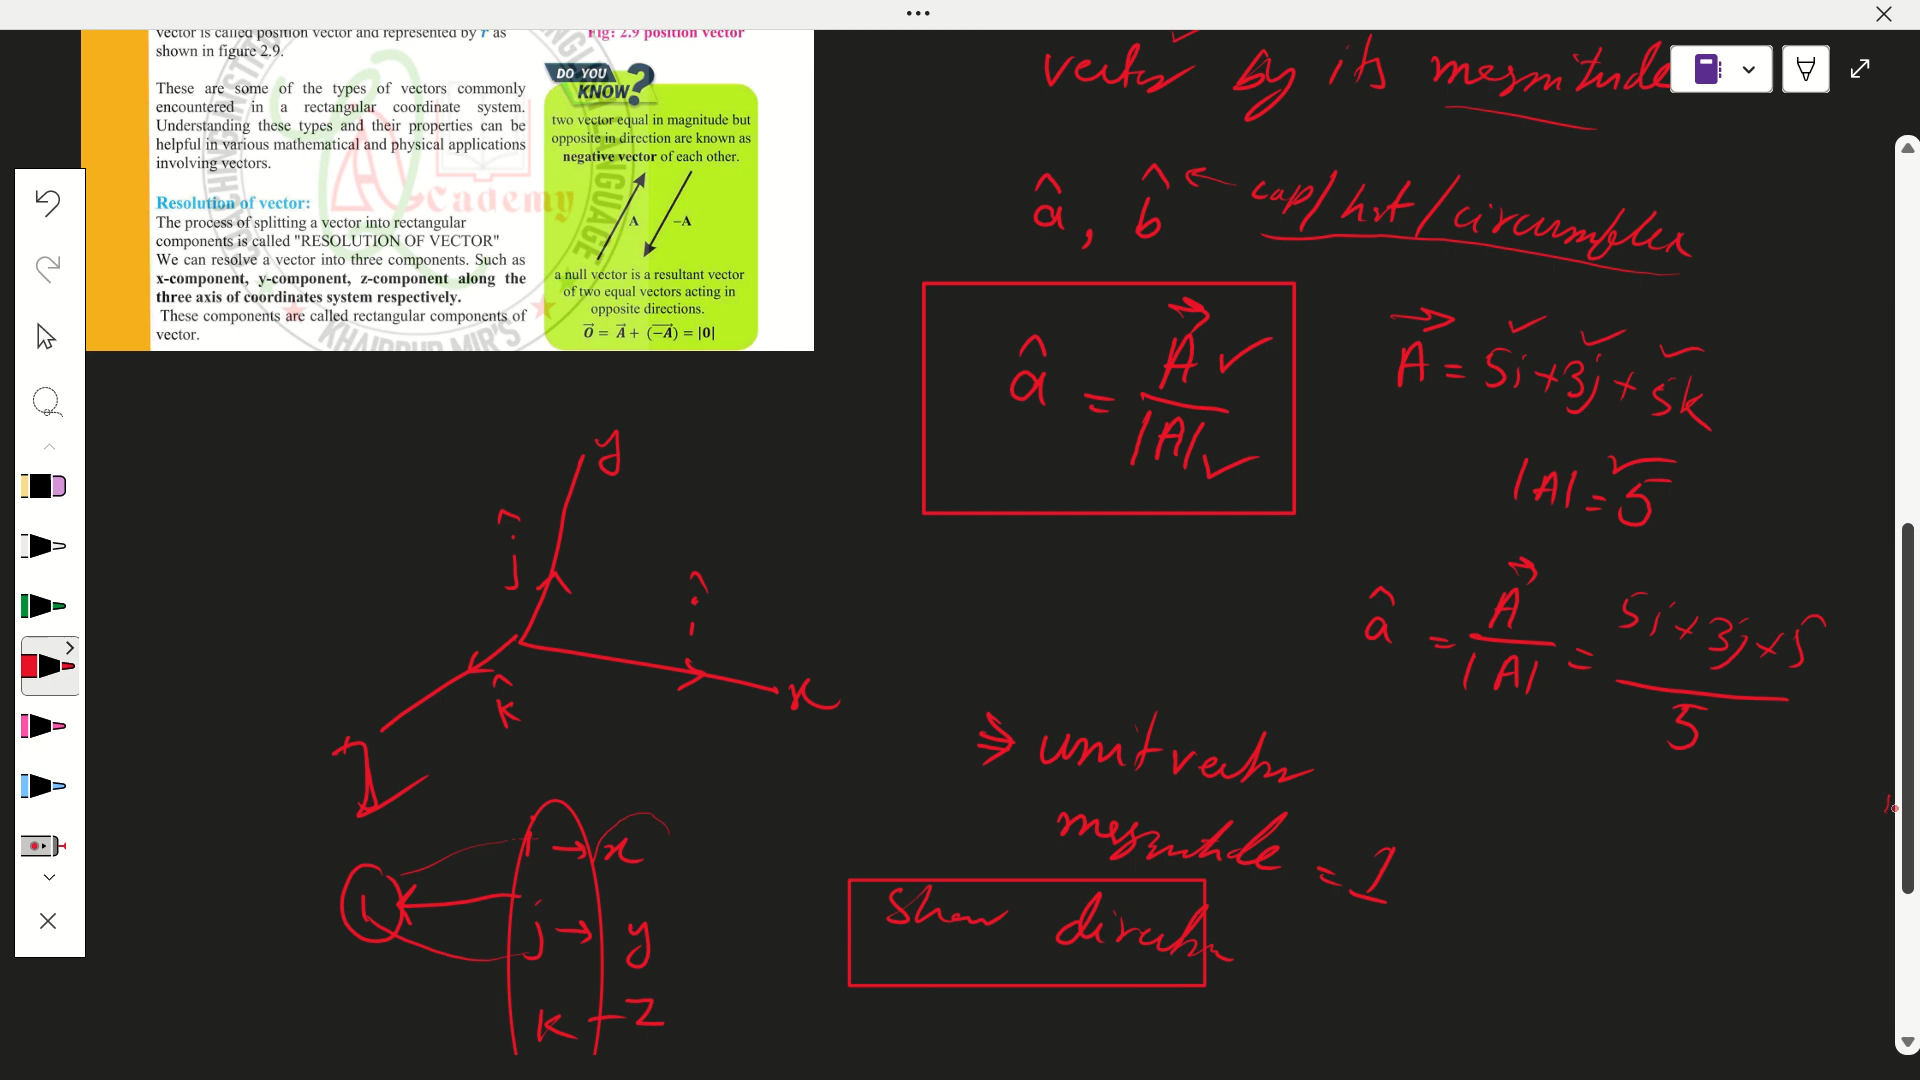 vector is called position vector and represented by r as
shown in figure 2.9.
Fig: 2.9 position vector
These are some of the types of vectors commonly
encountered in a rectangular coordinate system.
Understanding these types and their properties can be
helpful in various mathematical and physical applications
involving vectors.
Resolution of vector:
The process of splitting a vector into rectangular
components is called "RESOLUTION OF VECTOR"
We can resolve a vector into three components. Such as
x-component, y-component, z-component along the
three axis of coordinates system respectively.
These components are called rectangular components of
vector.
DO YOU
KNOW?
two vector equal in magnitude but
opposite in direction are known as
negative vector of each other.
A
–A
a null vector is a resultant vector
of two equal vectors acting in
opposite directions.
O⃗ = A⃗ + (−A⃗) = |0|
Academy
KHAIRPUR MIR'S
LANGUAGE
vector by its magnitude
â, b̂ ← cap/hat/circumflex
â = A⃗ / |A|
A⃗ = 5i+3j+5k
|A| = 5
â = A⃗ / |A| = 5i+3j+5 / 5
y
ĵ
î
k̂
x
Z
⇒ unit vector
magnitude = 1
Show direction
1
i → x
j → y
k – z